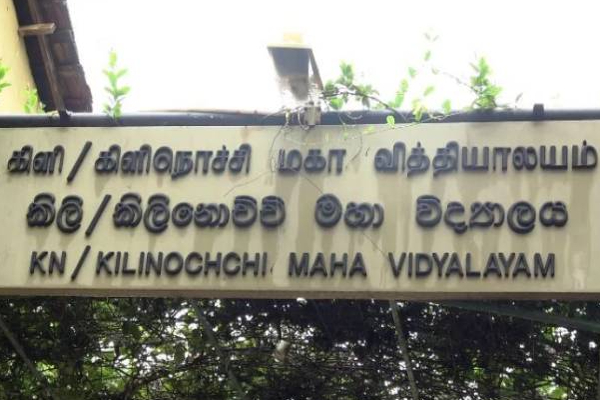 கிளி/கிளிநொச்சி மகா வித்தியாலயம்
කිලි/කිලිනොච්චි මහා විද්‍යාලය
KN/KILINOCHCHI MAHA VIDYALAYAM